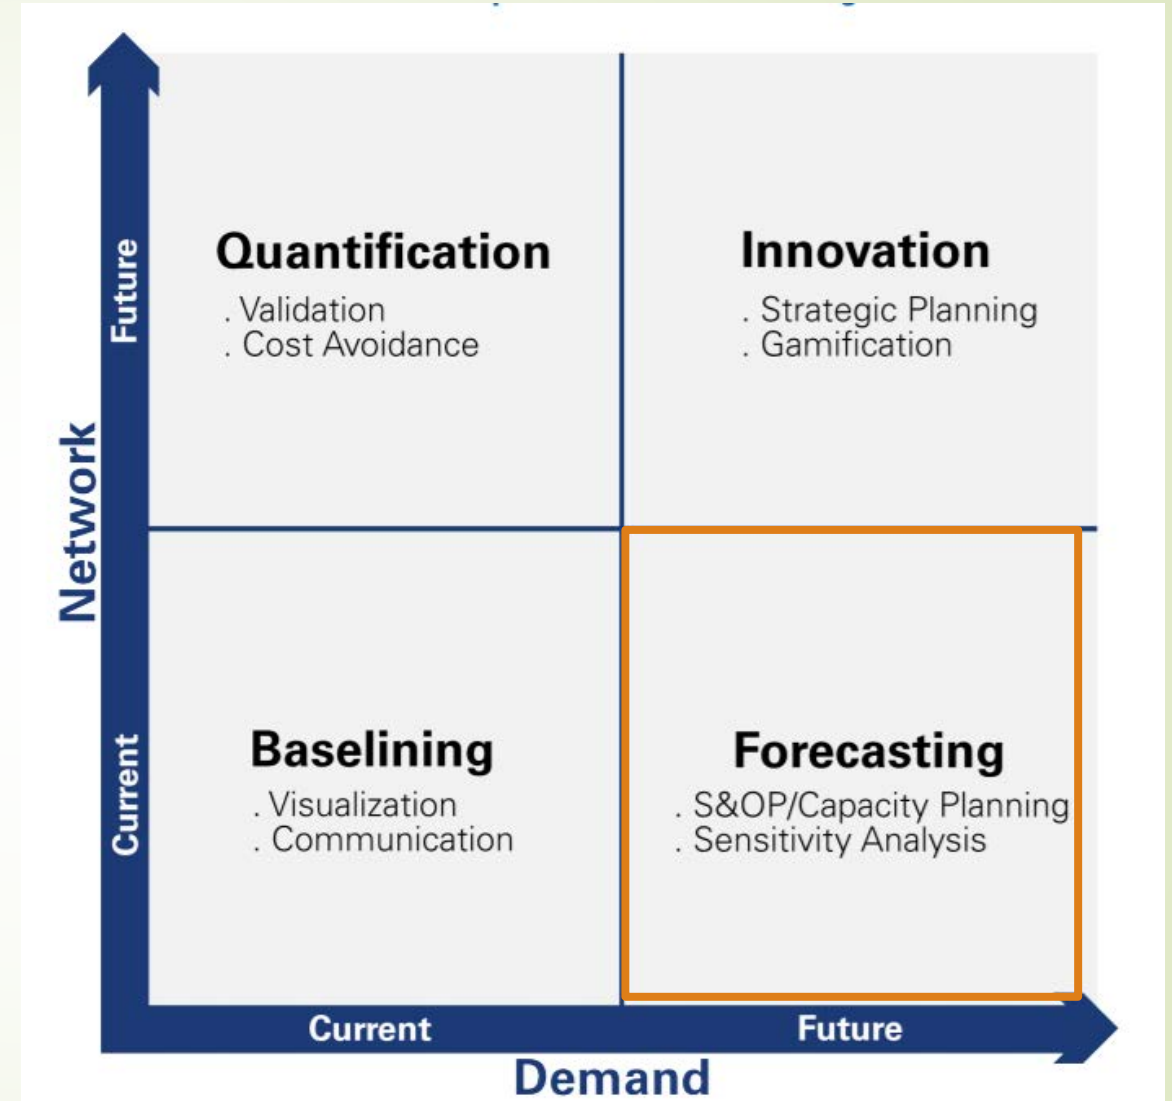 Quantification
. Validation
. Cost Avoidance
Innovation
. Strategic Planning
. Gamification
Baselining
. Visualization
. Communication
Forecasting
. S&OP/Capacity Planning
. Sensitivity Analysis
Network
Future
Current
Current
Future
Demand